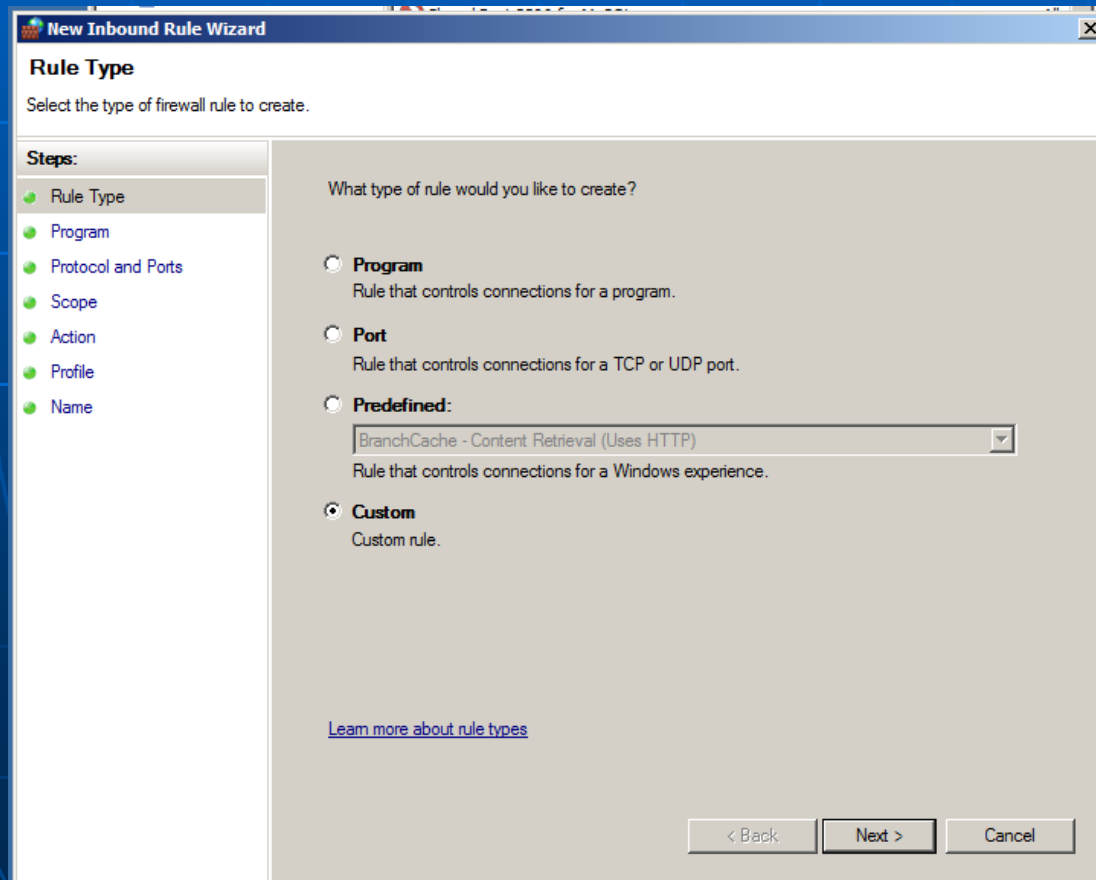 New Inbound Rule Wizard
Rule Type
Select the type of firewall rule to create.
Steps:
Rule Type
Program
Protocol and Ports
Scope
Action
Profile
Name
What type of rule would you like to create?
Program
Rule that controls connections for a program.
Port
Rule that controls connections for a TCP or UDP port.
Predefined:
BranchCache - Content Retrieval (Uses HTTP)
Rule that controls connections for a Windows experience.
Custom
Custom rule.
Learn more about rule types
< Back
Next >
Cancel